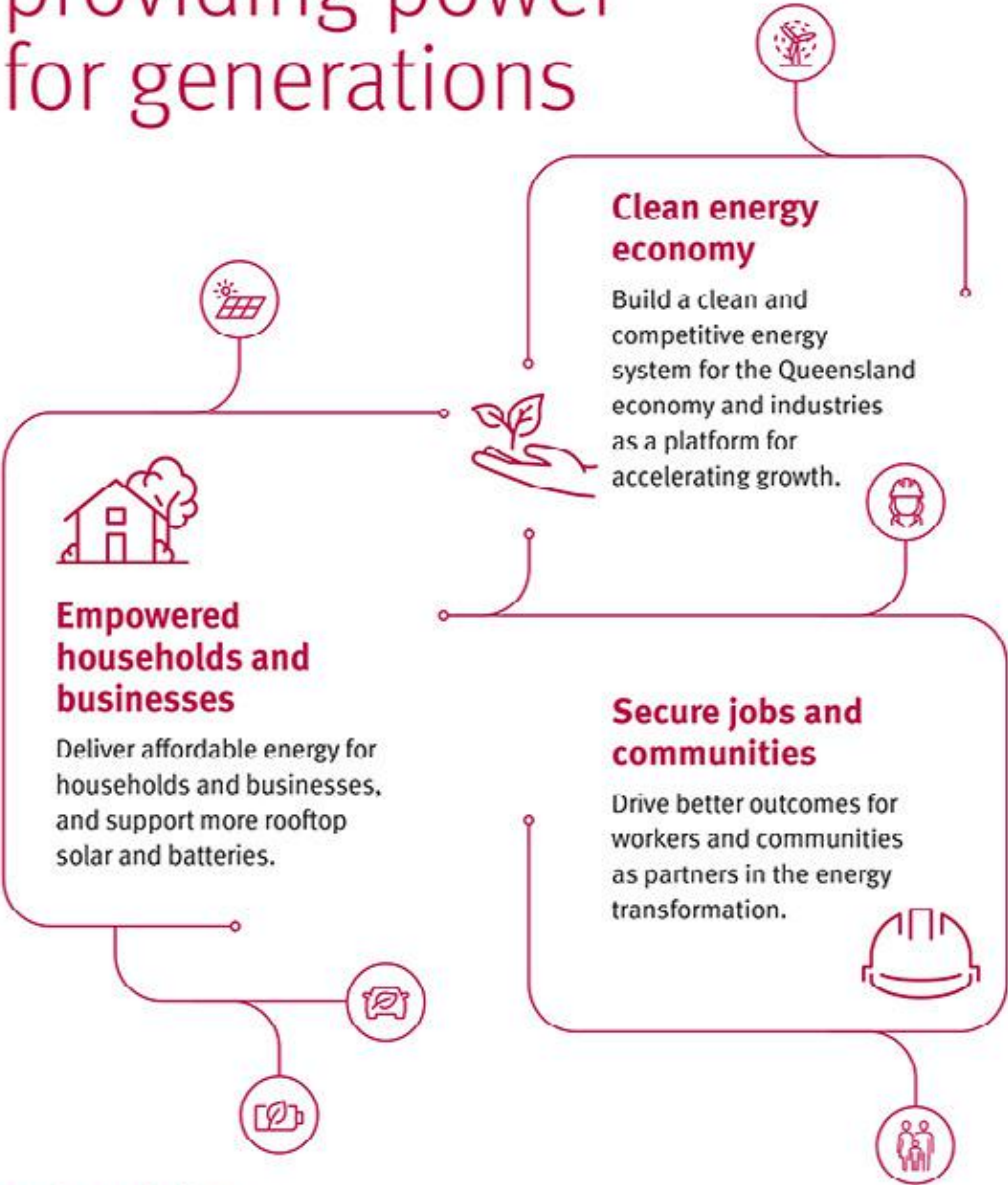 providing power
for generations
Clean energy
economy
Build a clean and
competitive energy
system for the Queensland
economy and industries
as a platform for
accelerating growth.
Empowered
households and
businesses
Deliver affordable energy for
households and businesses,
and support more rooftop
solar and batteries.
Secure jobs and
communities
Drive better outcomes for
workers and communities
as partners in the energy
transformation.